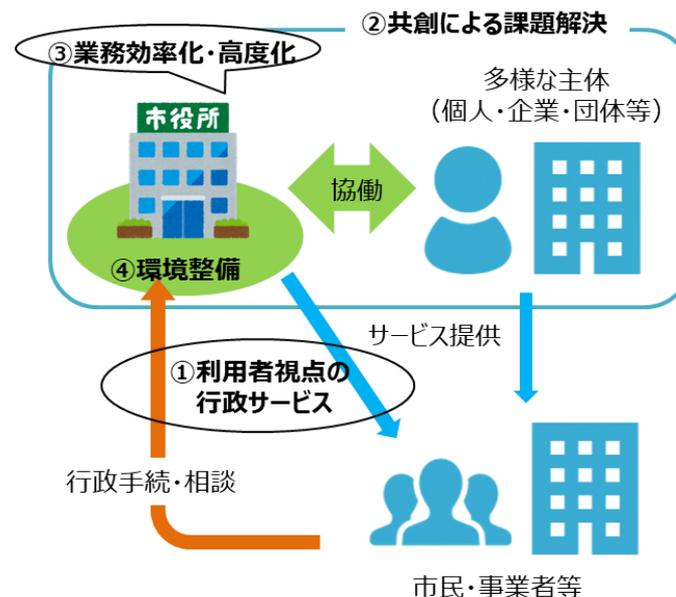 ②共創による課題解決
③業務効率化・高度化
多様な主体
（個人・企業・団体等）
市役所
協働
④環境整備
サービス提供
①利用者視点の
行政サービス
行政手続・相談
市民・事業者等